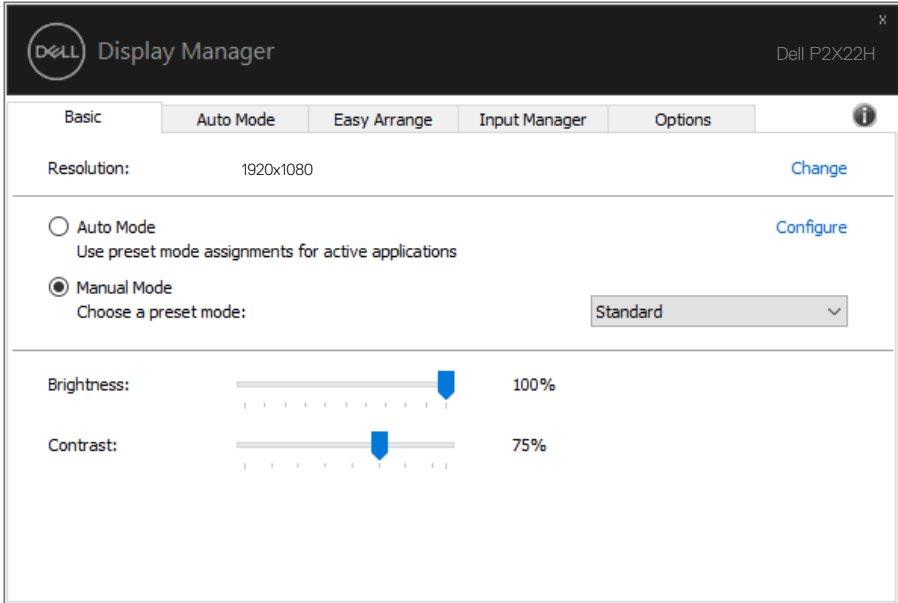 x
DELL Display Manager
Dell P2X22H
Basic Auto Mode Easy Arrange Input Manager Options i
Resolution: 1920x1080 Change
Auto Mode Configure
Use preset mode assignments for active applications
Manual Mode
Choose a preset mode: Standard
Brightness: 100%
Contrast: 75%